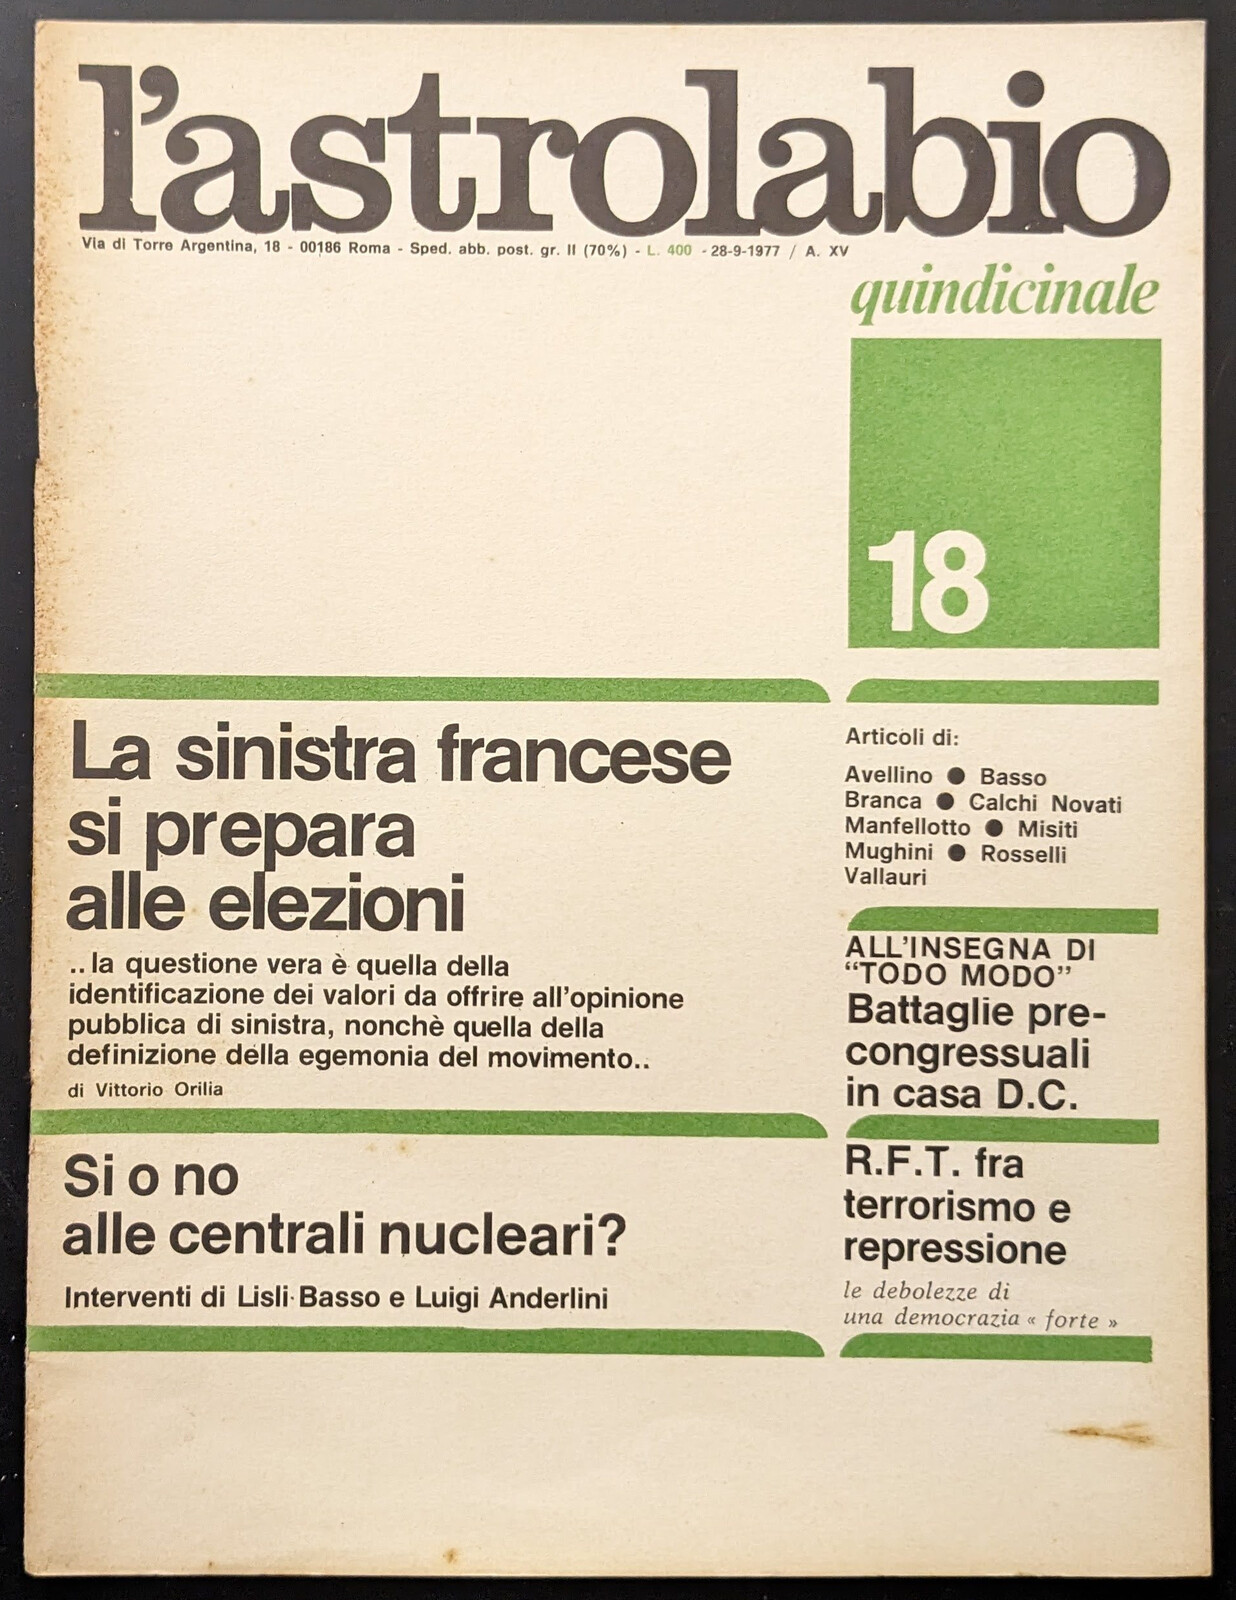 l'astrolabio
Via di Torre Argentina, 18 - 00186 Roma - Sped. abb. post. gr. II (70%) - L. 400 - 28-9-1977 / A. XV
quindicinale
18
La sinistra francese
si prepara
alle elezioni
..la questione vera è quella della
identificazione dei valori da offrire all'opinione
pubblica di sinistra, nonchè quella della
definizione della egemonia del movimento..
di Vittorio Orilia
Si o no
alle centrali nucleari?
Interventi di Lisli Basso e Luigi Anderlini
Articoli di:
Avellino ● Basso
Branca ● Calchi Novati
Manfellotto ● Misiti
Mughini ● Rosselli
Vallauri
ALL'INSEGNA DI
“TODO MODO”
Battaglie pre-
congressuali
in casa D.C.
R.F.T. fra
terrorismo e
repressione
le debolezze di
una democrazia « forte »